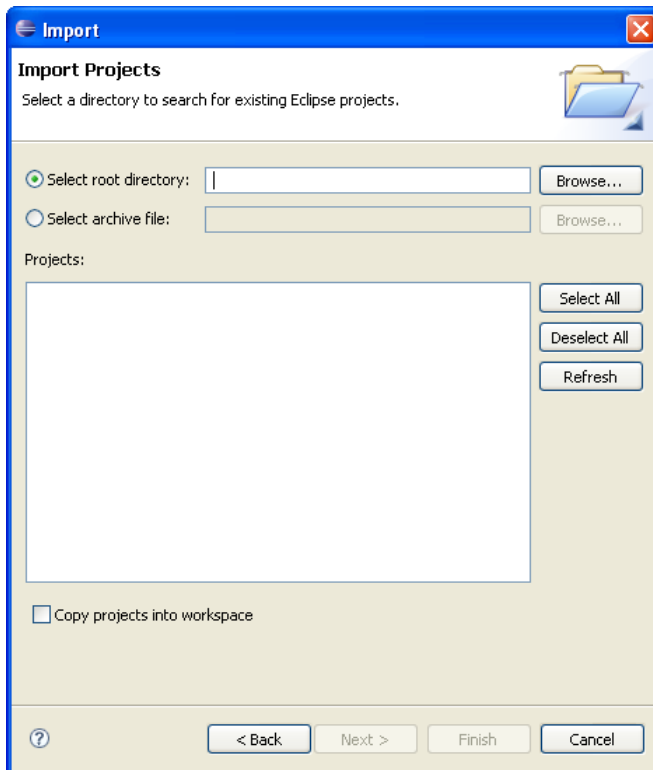 Import
Import Projects
Select a directory to search for existing Eclipse projects.
Select root directory: Browse...
Select archive file: Browse...
Projects:
Select All
Deselect All
Refresh
Copy projects into workspace
? < Back Next > Finish Cancel